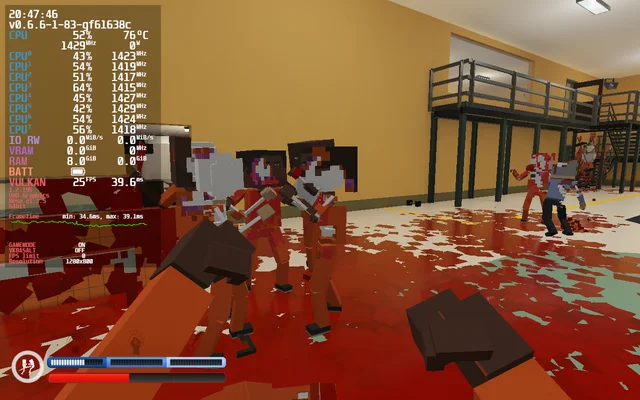 20:47:46
v0.6.6-1-83-gf61638c
CPU 52% 76°C
1429MHz 0W
CPU0 43% 1423MHz
CPU1 54% 1419MHz
CPU2 51% 1417MHz
CPU3 64% 1415MHz
CPU4 45% 1427MHz
CPU5 42% 1429MHz
CPU6 54% 1424MHz
CPU7 56% 1418MHz
IO RW 0.0MiB/s 0.0MiB/s
VRAM 0.0GiB 0MHz
RAM 8.0GiB 0.0GiB
BATT
VULKAN 25FPS 39.6ms
Frametime min: 34.6ms, max: 39.1ms
GAMEMODE ON
VKBASALT OFF
FPS limit 0
Resolution 1280x800